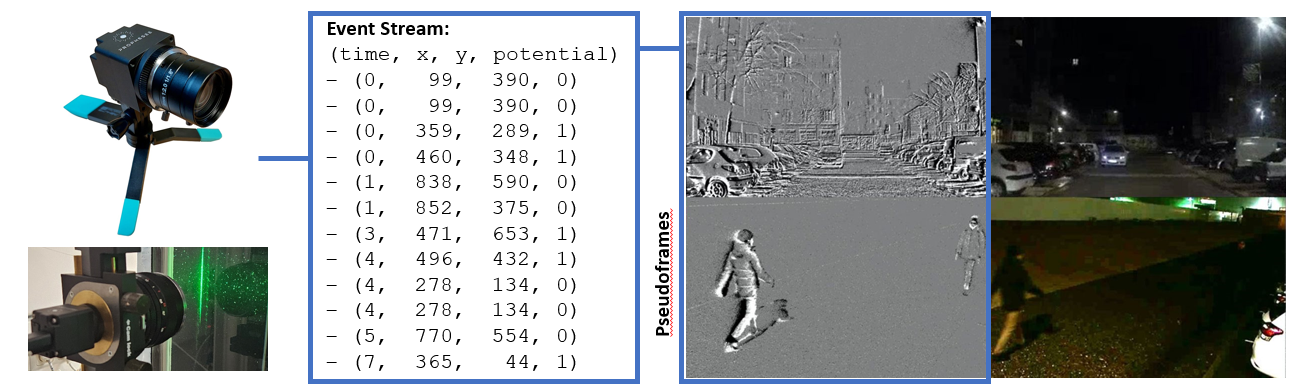 PROPHESEE
Event Stream:
(time, x, y, potential)
– (0, 99, 390, 0)
– (0, 99, 390, 0)
– (0, 359, 289, 1)
– (0, 460, 348, 1)
– (1, 838, 590, 0)
– (1, 852, 375, 0)
– (3, 471, 653, 1)
– (4, 496, 432, 1)
– (4, 278, 134, 0)
– (4, 278, 134, 0)
– (5, 770, 554, 0)
– (7, 365, 44, 1)
Pseudoframes